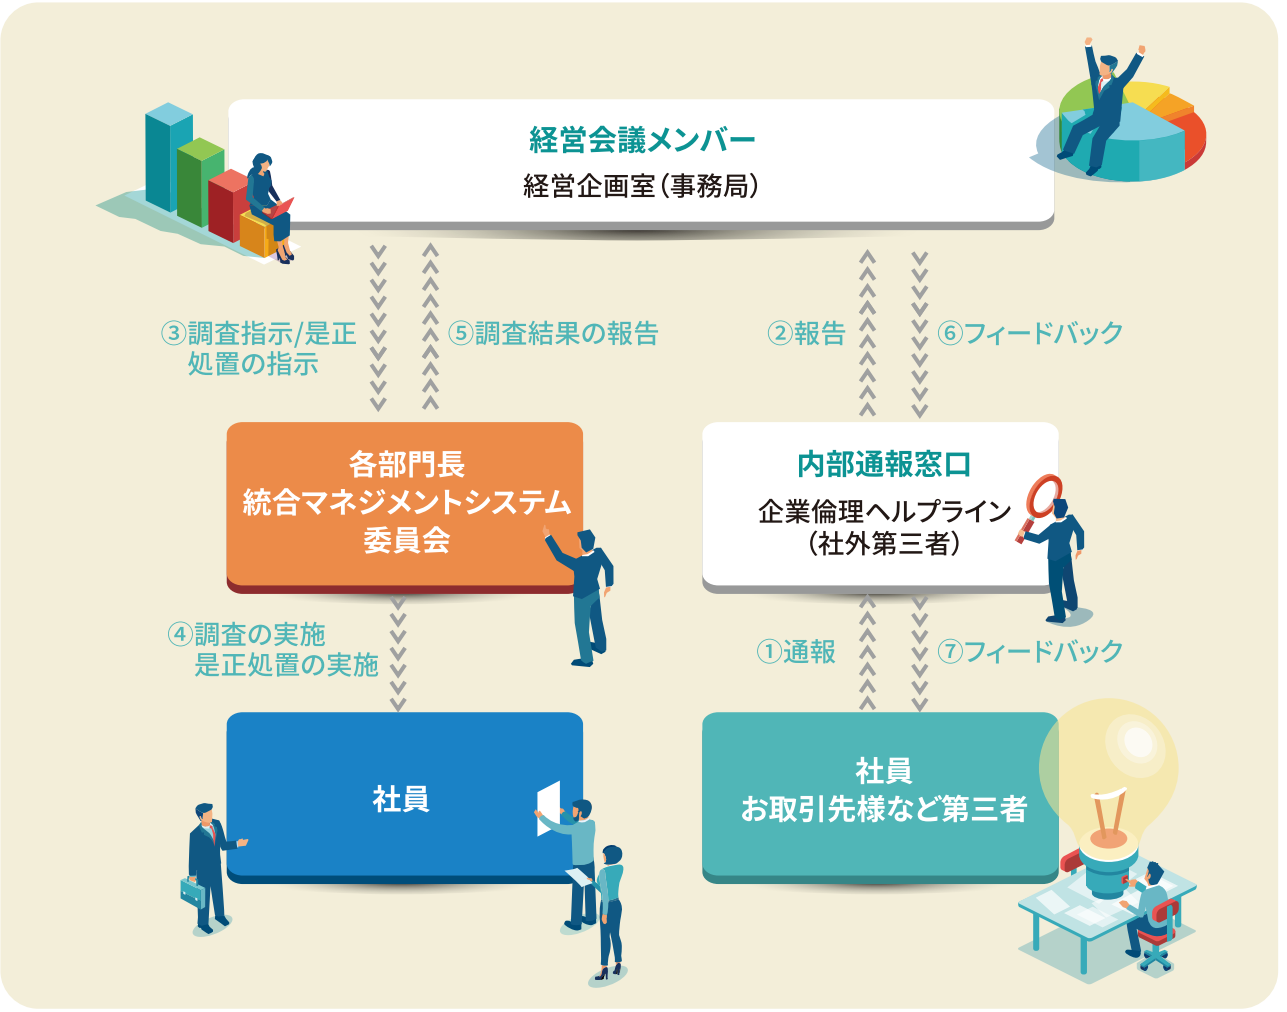 経営会議メンバー
経営企画室（事務局）
③調査指示/是正
処置の指示
⑤調査結果の報告
②報告
⑥フィードバック
各部門長
統合マネジメントシステム
委員会
内部通報窓口
企業倫理ヘルプライン
（社外第三者）
④調査の実施
是正処置の実施
①通報
⑦フィードバック
社員
社員
お取引先様など第三者